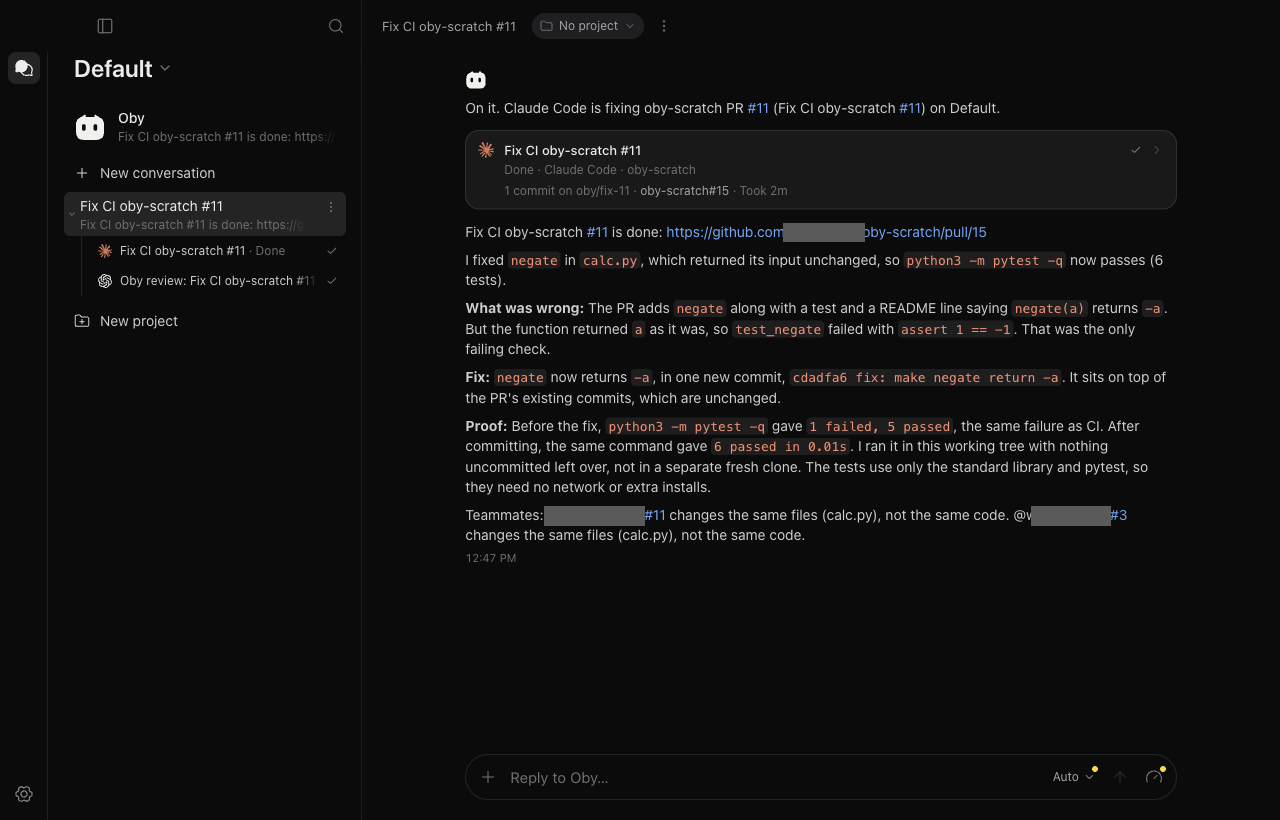 Fix CI oby-scratch #11
No project
Default
Oby
Fix CI oby-scratch #11 is done: https://
New conversation
Fix CI oby-scratch #11
Fix CI oby-scratch #11 is done: https://g
Fix CI oby-scratch #11 · Done
Oby review: Fix CI oby-scratch #11
New project
On it. Claude Code is fixing oby-scratch PR #11 (Fix CI oby-scratch #11) on Default.
Fix CI oby-scratch #11
Done · Claude Code · oby-scratch
1 commit on oby/fix-11 · oby-scratch#15 · Took 2m
Fix CI oby-scratch #11 is done: https://github.com oby-scratch/pull/15
I fixed negate in calc.py, which returned its input unchanged, so python3 -m pytest -q now passes (6
tests).
What was wrong: The PR adds negate along with a test and a README line saying negate(a) returns -a.
But the function returned a as it was, so test_negate failed with assert 1 == -1. That was the only
failing check.
Fix: negate now returns -a, in one new commit, cdadfa6 fix: make negate return -a. It sits on top of
the PR's existing commits, which are unchanged.
Proof: Before the fix, python3 -m pytest -q gave 1 failed, 5 passed, the same failure as CI. After
committing, the same command gave 6 passed in 0.01s. I ran it in this working tree with nothing
uncommitted left over, not in a separate fresh clone. The tests use only the standard library and pytest, so
they need no network or extra installs.
Teammates: #11 changes the same files (calc.py), not the same code. @ #3
changes the same files (calc.py), not the same code.
12:47 PM
Reply to Oby...
Auto